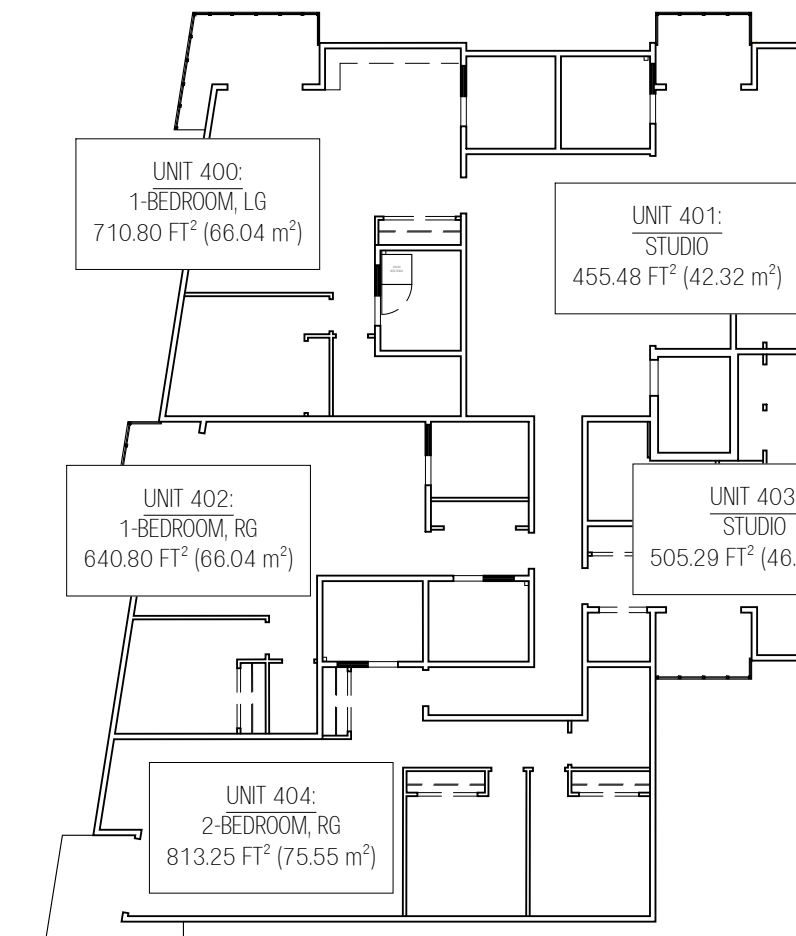 UNIT 400:
1-BEDROOM, LG
710.80 FT² (66.04 m²)
UNIT 401:
STUDIO
455.48 FT² (42.32 m²)
UNIT 402:
1-BEDROOM, RG
640.80 FT² (66.04 m²)
UNIT 403
STUDIO
505.29 FT² (46.
UNIT 404:
2-BEDROOM, RG
813.25 FT² (75.55 m²)